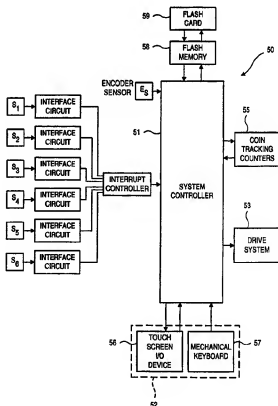 59
FLASH
CARD
58
FLASH
MEMORY
50
ENCODER
SENSOR
ES
51
S1
INTERFACE
CIRCUIT
S2
INTERFACE
CIRCUIT
S3
INTERFACE
CIRCUIT
S4
INTERFACE
CIRCUIT
S5
INTERFACE
CIRCUIT
S6
INTERFACE
CIRCUIT
INTERRUPT
CONTROLLER
SYSTEM
CONTROLLER
55
COIN
TRACKING
COUNTERS
53
DRIVE
SYSTEM
56
TOUCH
SCREEN
I/O
DEVICE
MECHANICAL
KEYBOARD
57
52